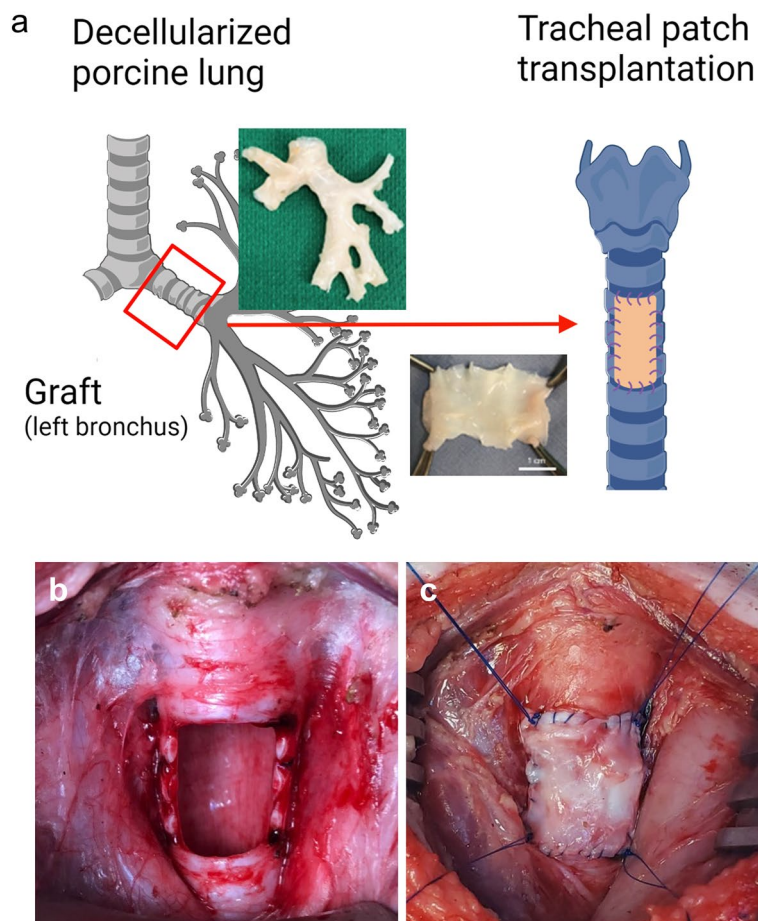 a
Decellularized
porcine lung
Tracheal patch
transplantation
Graft
(left bronchus)
1 cm
b
c